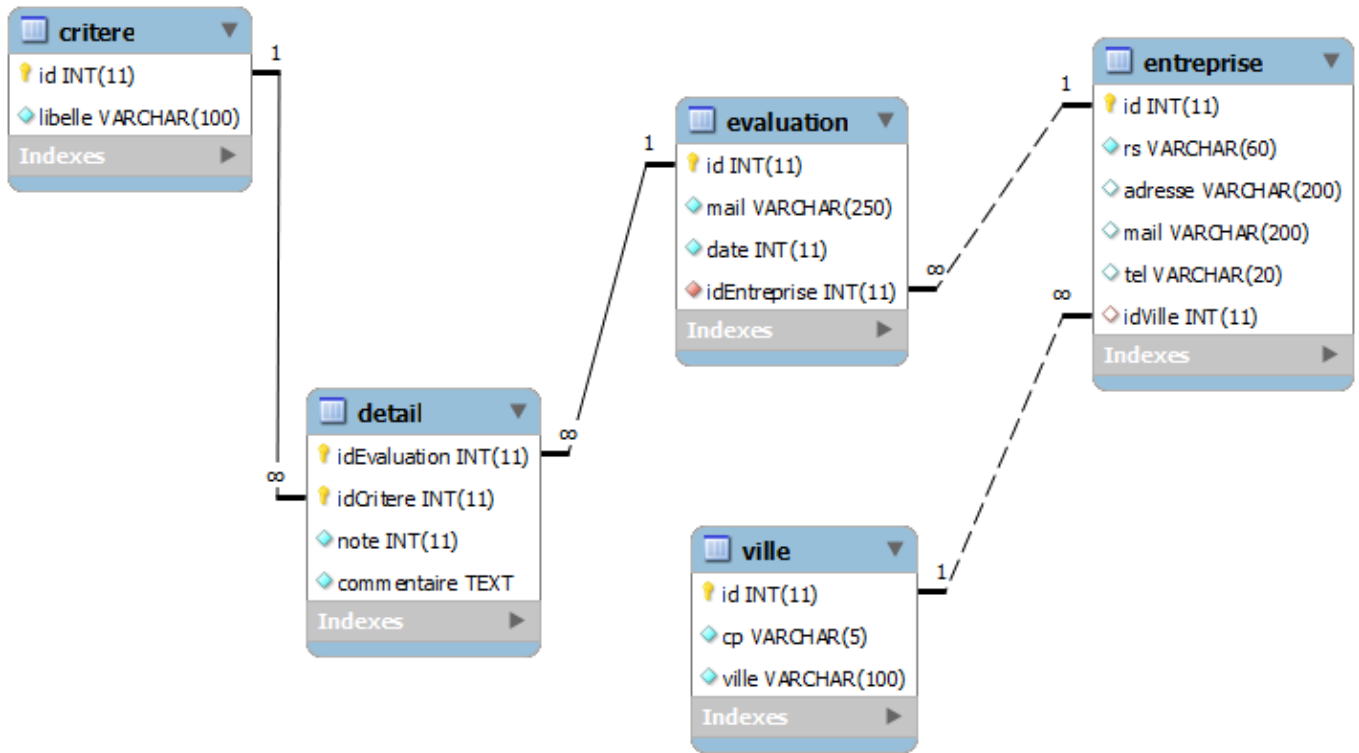 critere
id INT(11)
libelle VARCHAR(100)
Indexes
1
∞
detail
idEvaluation INT(11)
idCritere INT(11)
note INT(11)
commentaire TEXT
Indexes
∞
1
evaluation
id INT(11)
mail VARCHAR(250)
date INT(11)
idEntreprise INT(11)
Indexes
∞
1
entreprise
id INT(11)
rs VARCHAR(60)
adresse VARCHAR(200)
mail VARCHAR(200)
tel VARCHAR(20)
idVille INT(11)
Indexes
∞
1
ville
id INT(11)
cp VARCHAR(5)
ville VARCHAR(100)
Indexes